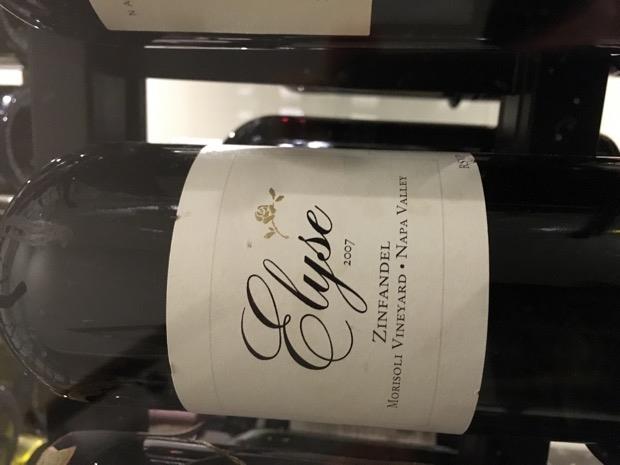 Elyse
2007
ZINFANDEL
MORISOLI VINEYARD • NAPA VALLEY